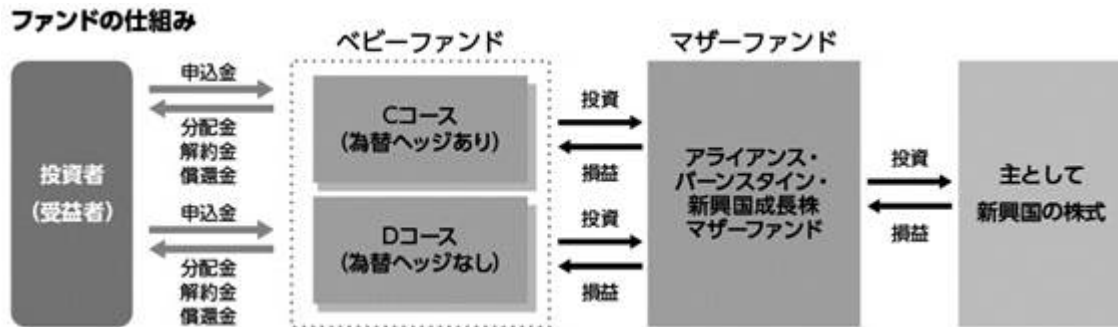 ファンドの仕組み
ベビーファンド
マザーファンド
投資者
(受益者)
申込金
分配金
解約金
償還金
申込金
分配金
解約金
償還金
Cコース
(為替ヘッジあり)
Dコース
(為替ヘッジなし)
投資
損益
投資
損益
アライアンス・
バーンスタイン・
新興国成長株
マザーファンド
投資
損益
主として
新興国の株式